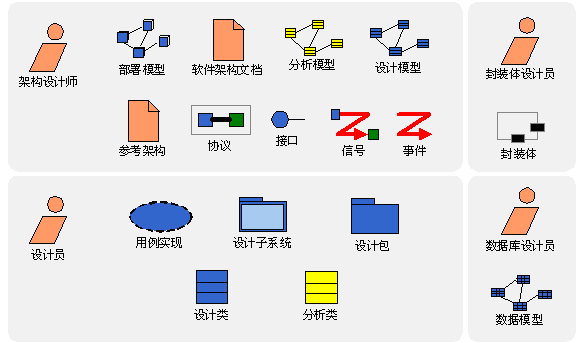 架构设计师
部署模型
软件架构文档
分析模型
设计模型
参考架构
协议
接口
信号
事件
封装体设计员
封装体
设计员
用例实现
设计子系统
设计包
设计类
分析类
数据库设计员
数据模型